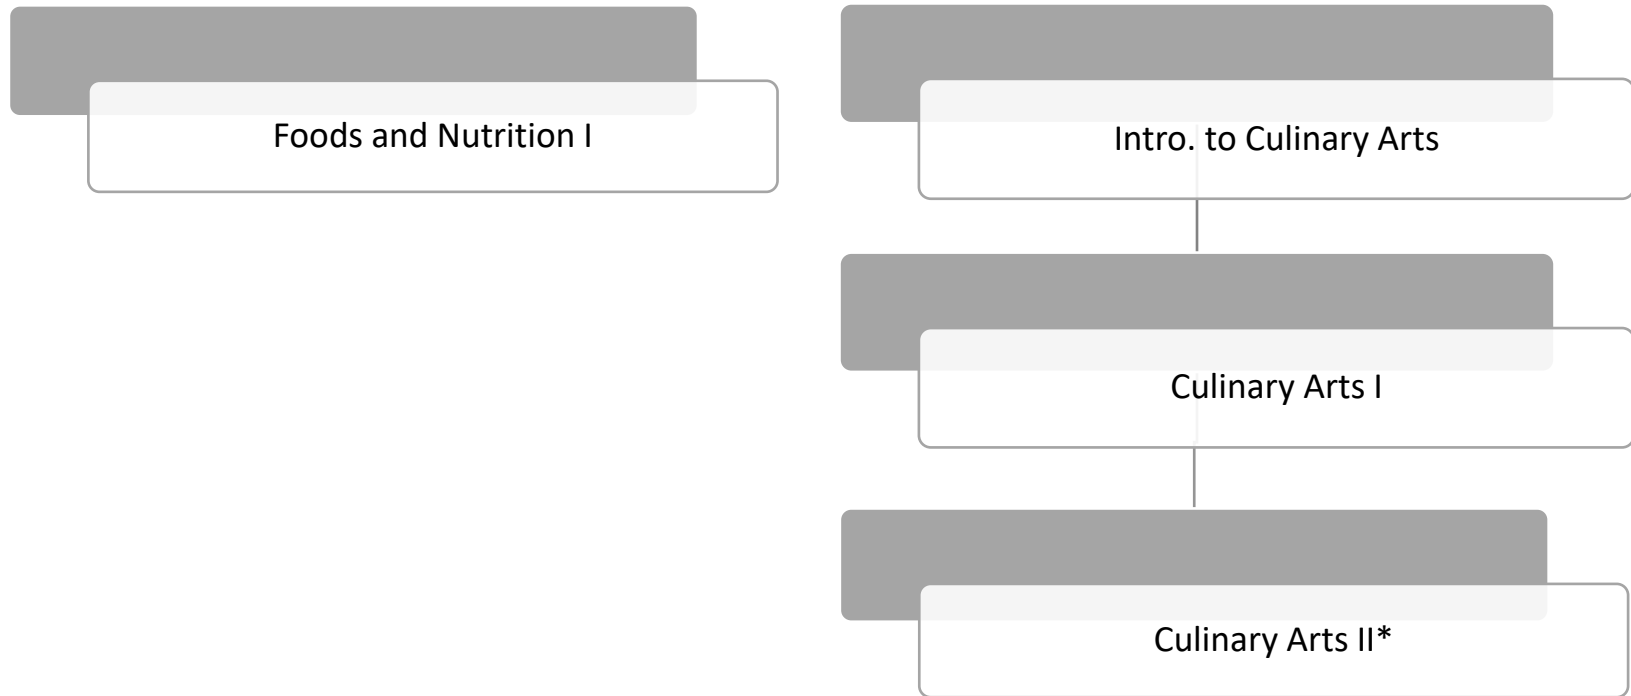 Foods and Nutrition I
Intro. to Culinary Arts
Culinary Arts I
Culinary Arts II*